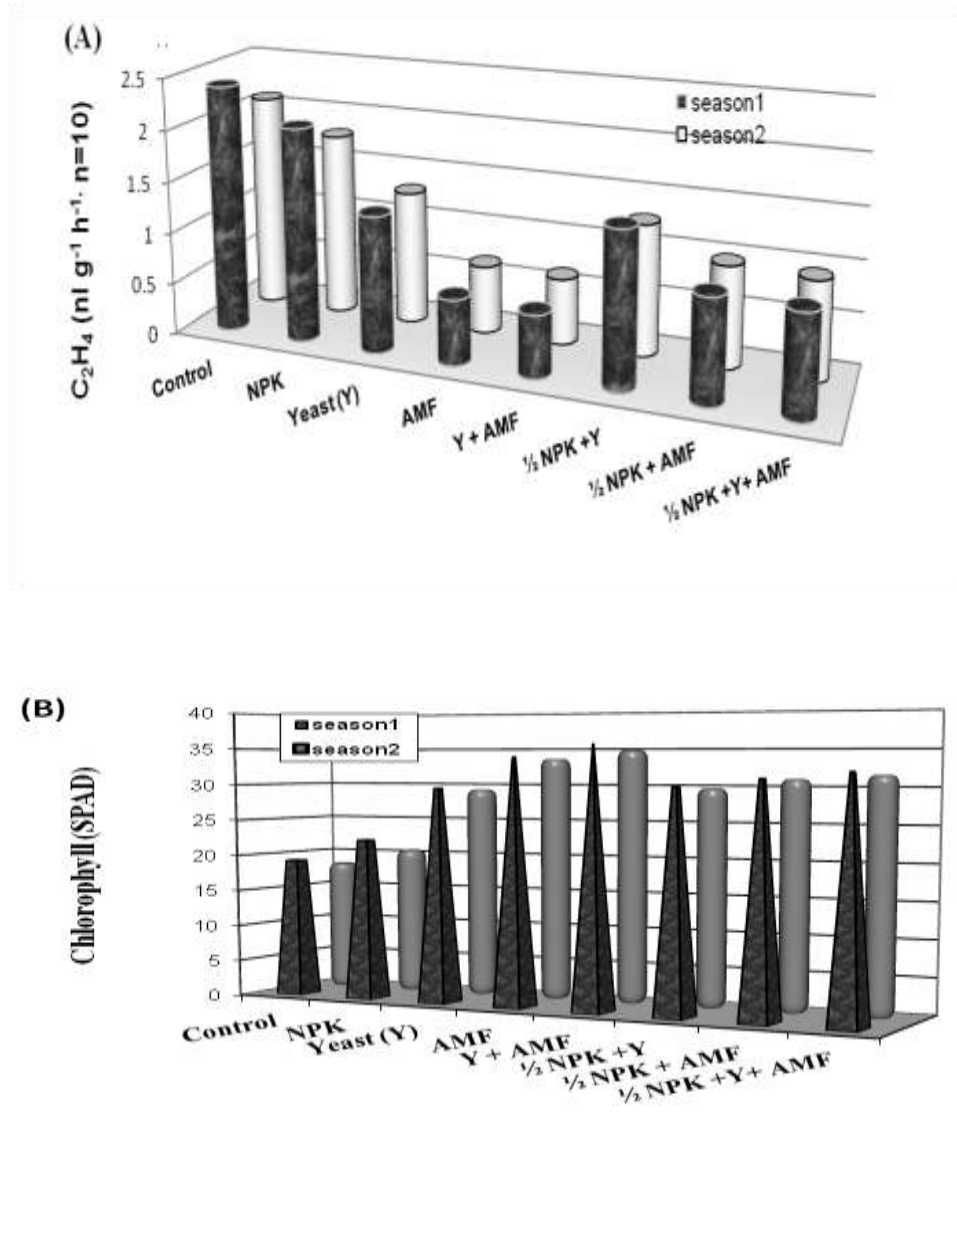 (A)
C₂H₄ (nl g⁻¹ h⁻¹· n=10)
2.5
2
1.5
1
0.5
0
season1
season2
Control
NPK
Yeast (Y)
AMF
Y + AMF
½ NPK +Y
½ NPK + AMF
½ NPK +Y+ AMF
(B)
Chlorophyll(SPAD)
40
35
30
25
20
15
10
5
0
season1
season2
Control
NPK
Yeast (Y)
AMF
Y + AMF
½ NPK +Y
½ NPK + AMF
½ NPK +Y+ AMF